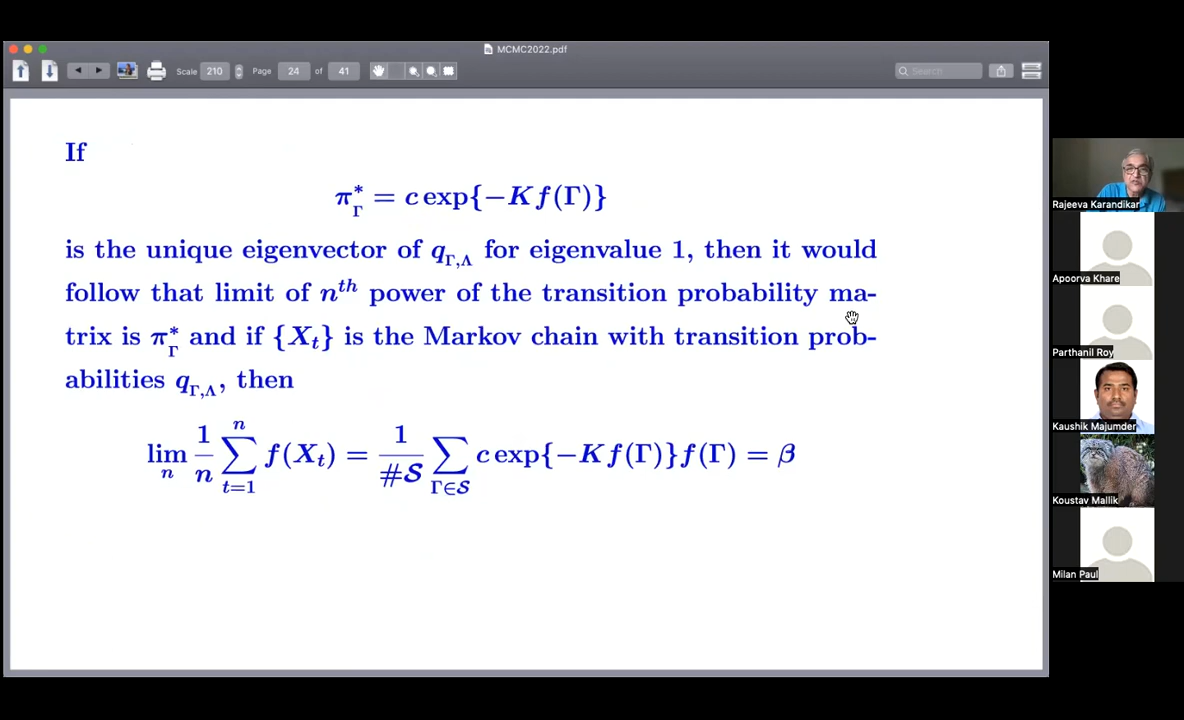 MCMC2022.pdf
Scale 210 Page 24 of 41 Search
If
π*_Γ = c exp{−K f(Γ)}
is the unique eigenvector of q_{Γ,Λ} for eigenvalue 1, then it would
follow that limit of n^{th} power of the transition probability ma-
trix is π*_Γ and if {X_t} is the Markov chain with transition prob-
abilities q_{Γ,Λ}, then
lim_n 1/n ∑_{t=1}^{n} f(X_t) = 1/#𝒮 ∑_{Γ∈𝒮} c exp{−K f(Γ)} f(Γ) = β
Rajeeva Karandikar
Apoorva Khare
Parthanil Roy
Kaushik Majumder
Koustav Mallik
Milan Paul